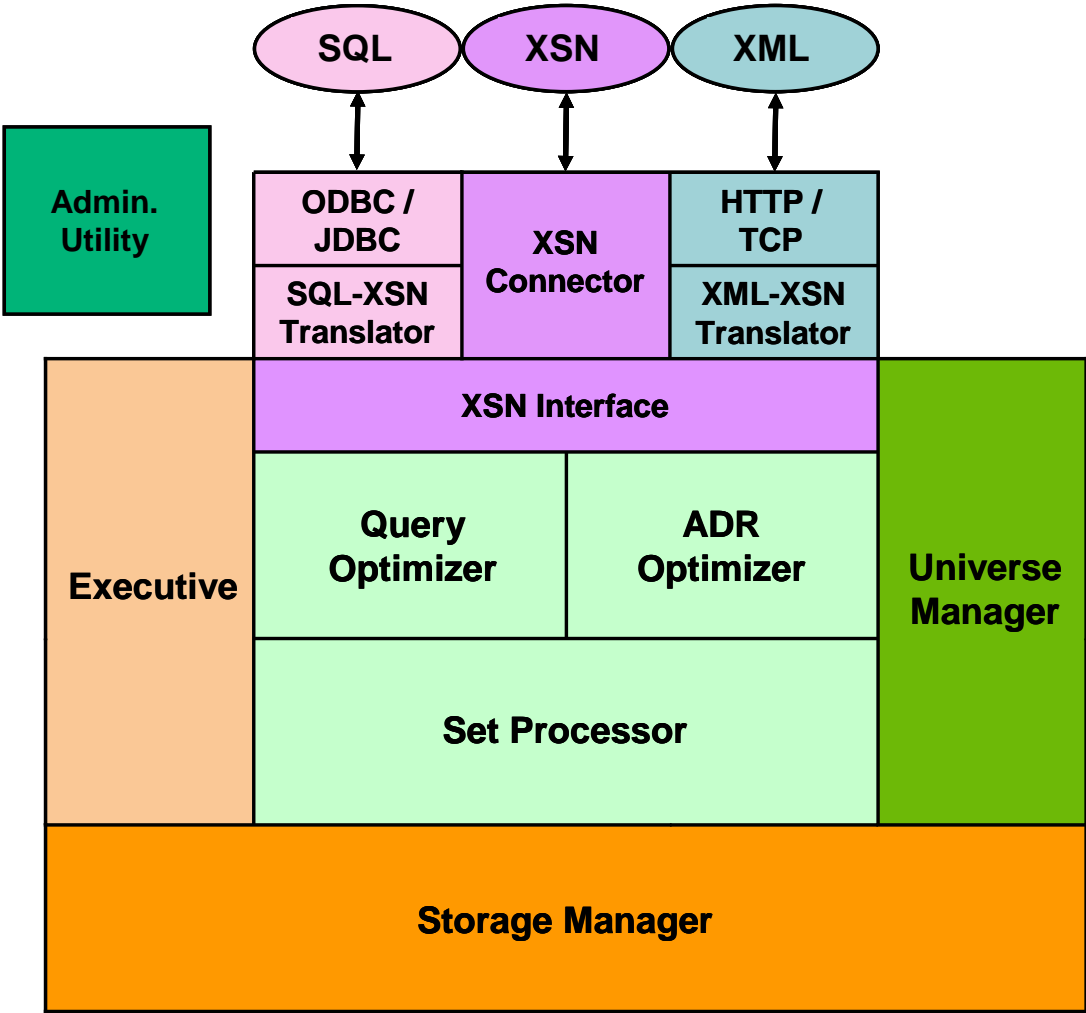 SQL
XSN
XML
Admin.
Utility
ODBC /
JDBC
XSN
Connector
HTTP /
TCP
SQL-XSN
Translator
XML-XSN
Translator
XSN Interface
Executive
Query
Optimizer
ADR
Optimizer
Universe
Manager
Set Processor
Storage Manager